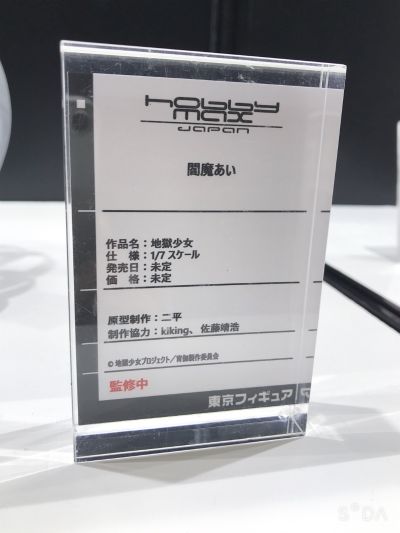 hobby
max
JAPAN
閻魔あい
作品名：地獄少女
仕　様：1/7 スケール
発売日：未定
価　格：未定
原型制作：二平
制作協力：kiking、佐藤靖浩
© 地獄少女プロジェクト／宵伽製作委員会
監修中
東京フィギュア
SODA